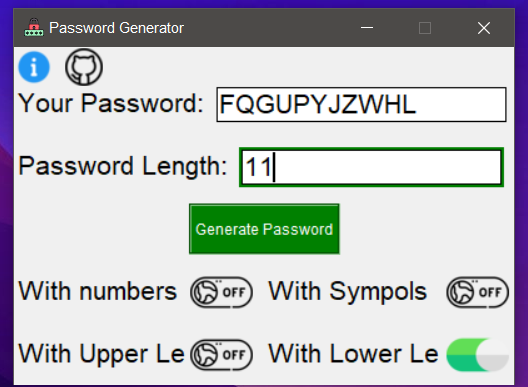 Password Generator
i
Your Password: FQGUPYJZWHL
Password Length: 11
Generate Password
With numbers OFF With Sympols OFF
With Upper Le OFF With Lower Le